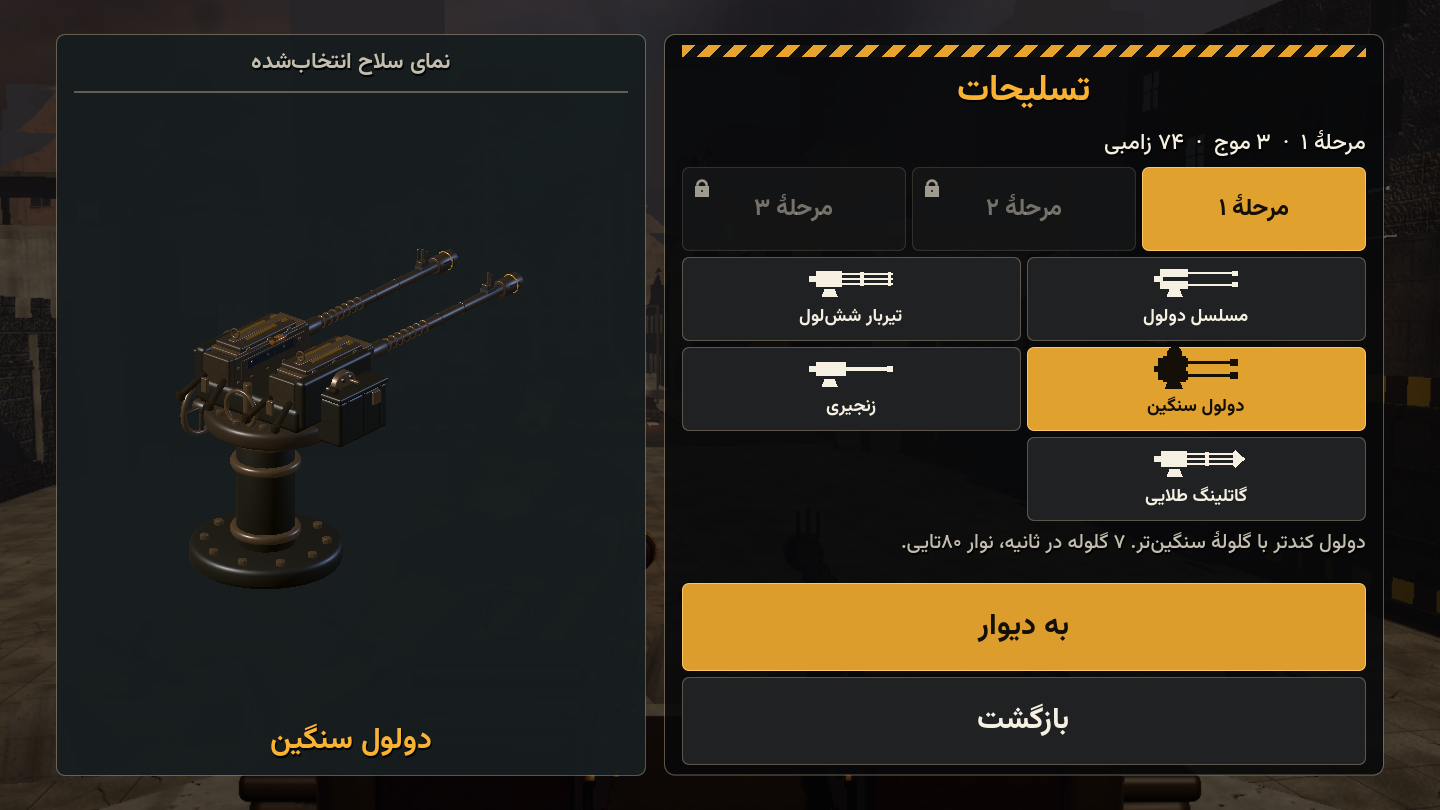 تسلیحات
مرحلهٔ ۱ · ۳ موج · ۷۴ زامبی
مرحلهٔ ۱
مرحلهٔ ۲
مرحلهٔ ۳
مسلسل دولول
تیربار شش‌لول
دولول سنگین
زنجیری
گاتلینگ طلایی
دولول کندتر با گلولهٔ سنگین‌تر. ۷ گلوله در ثانیه، نوار ۸۰تایی.
به دیوار
بازگشت
نمای سلاح انتخاب‌شده
دولول سنگین